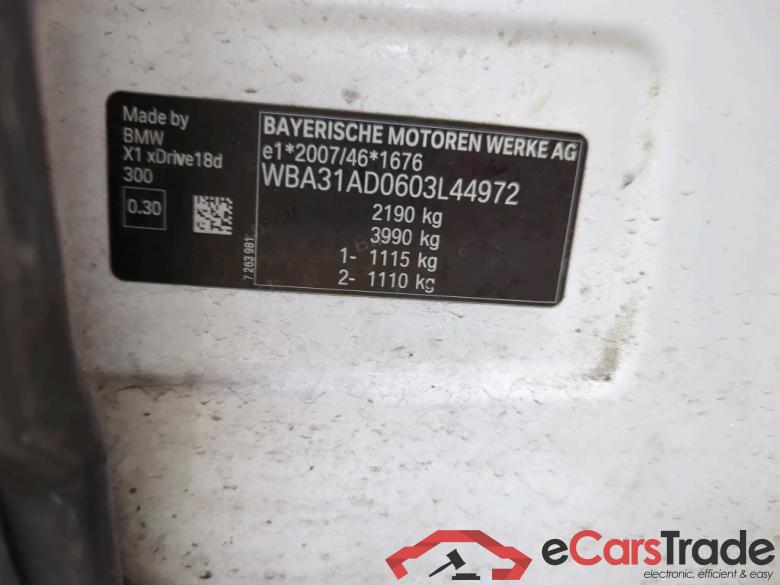 Made by
BMW
X1 xDrive18d
300
0.30
7 263 981
BAYERISCHE MOTOREN WERKE AG
e1*2007/46*1676
WBA31AD0603L44972
2190 kg
3990 kg
1- 1115 kg
2- 1110 kg
eCarsTrade
electronic, efficient & easy